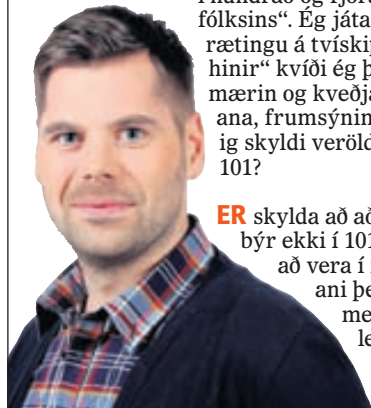 fólksins“. Ég játa
rætingu á tvískip
hinir“ kvíði ég þ
mærin og kveðja
ana, frumsýnin
ig skyldi veröld
101?
ER skylda að að
býr ekki í 101
að vera í
ani þe
me
le